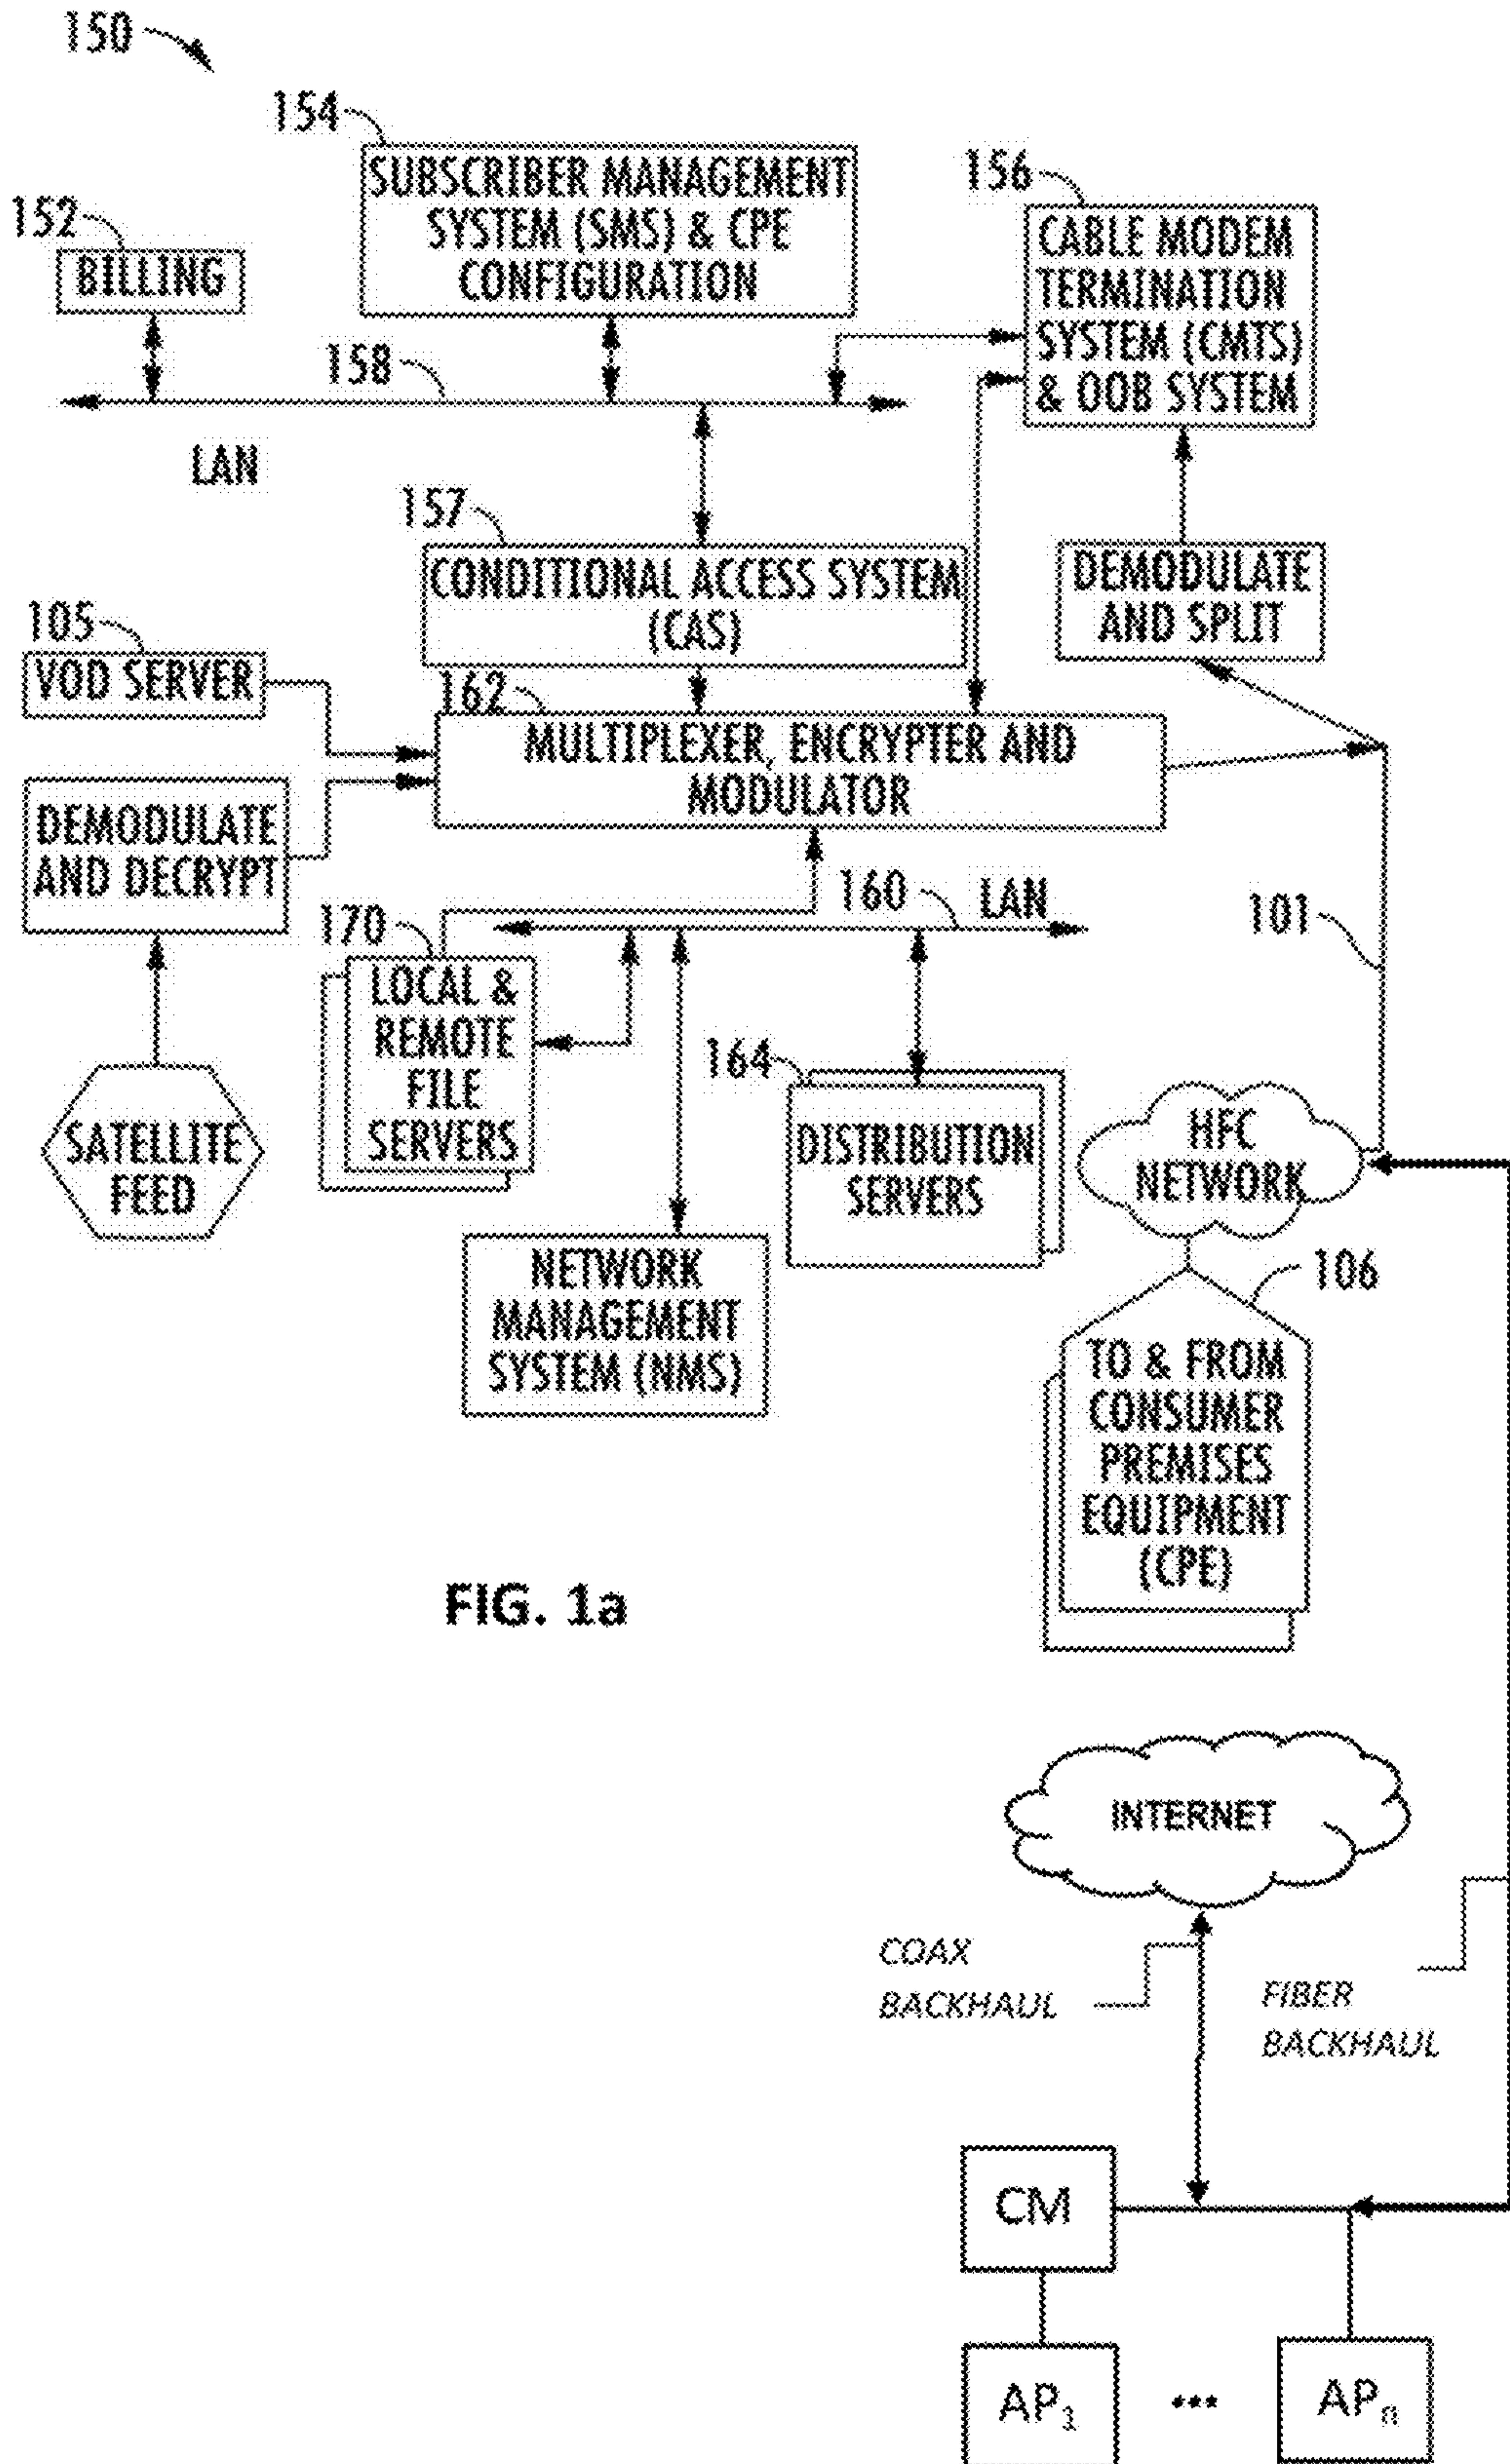 150
154
SUBSCRIBER MANAGEMENT
SYSTEM (SMS) & CPE
CONFIGURATION
156
CABLE MODEM
TERMINATION
SYSTEM (CMTS)
& OOB SYSTEM
152
BILLING
158
LAN
157
CONDITIONAL ACCESS SYSTEM
(CAS)
DEMODULATE
AND SPLIT
105
VOD SERVER
162
MULTIPLEXER, ENCRYPTER AND
MODULATOR
DEMODULATE
AND DECRYPT
160
LAN
101
170
LOCAL &
REMOTE
FILE
SERVERS
164
DISTRIBUTION
SERVERS
HFC
NETWORK
SATELLITE
FEED
NETWORK
MANAGEMENT
SYSTEM (NMS)
106
TO & FROM
CONSUMER
PREMISES
EQUIPMENT
(CPE)
FIG. 1a
INTERNET
COAX
BACKHAUL
FIBER
BACKHAUL
CM
AP₁
•••
APₙ